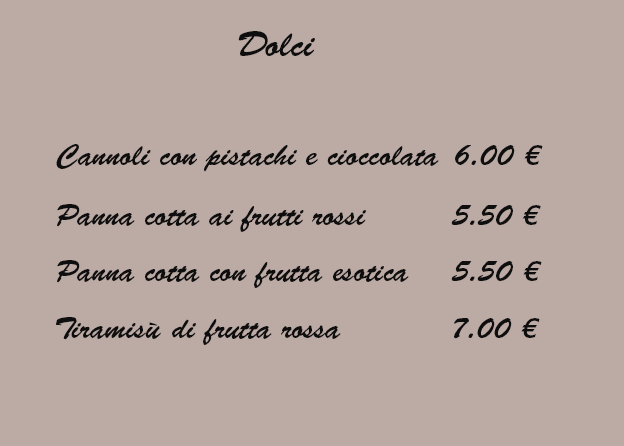 Dolci
Cannoli con pistachi e cioccolata 6.00 €
Panna cotta ai frutti rossi 5.50 €
Panna cotta con frutta esotica 5.50 €
Tiramisù di frutta rossa 7.00 €